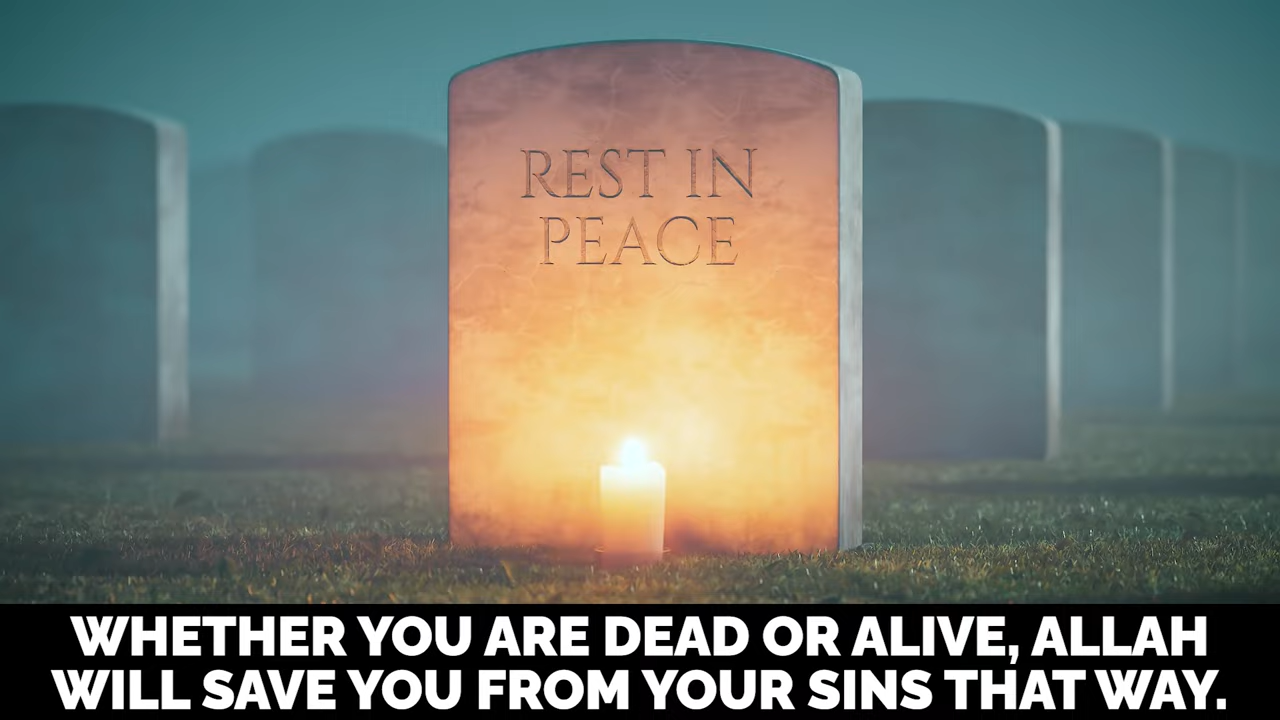 REST IN
PEACE
WHETHER YOU ARE DEAD OR ALIVE, ALLAH
WILL SAVE YOU FROM YOUR SINS THAT WAY.